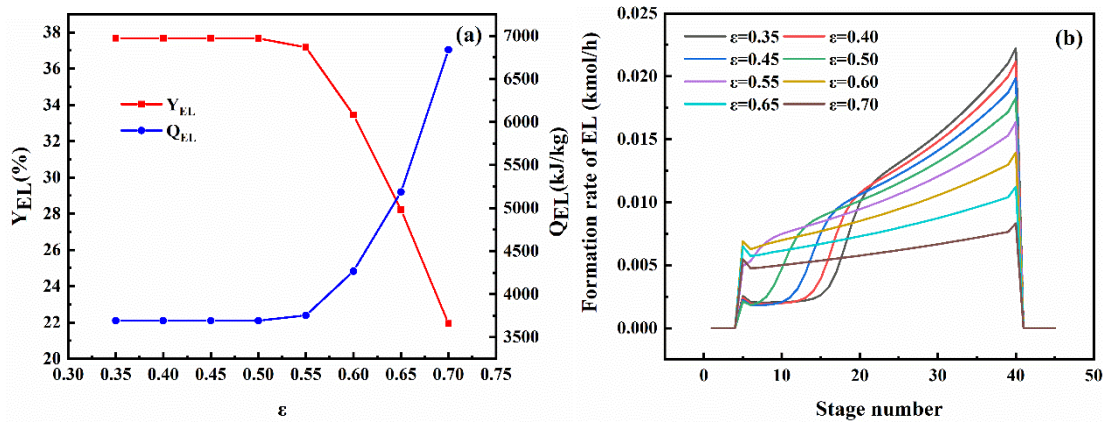 (a)
38
36
34
32
30
28
26
24
22
20
Y_EL(%)
Y_EL
Q_EL
7000
6500
6000
5500
5000
4500
4000
3500
Q_EL(kJ/kg)
0.30 0.35 0.40 0.45 0.50 0.55 0.60 0.65 0.70 0.75
ε
(b)
0.025
0.020
0.015
0.010
0.005
0.000
Formation rate of EL (kmol/h)
ε=0.35 ε=0.40
ε=0.45 ε=0.50
ε=0.55 ε=0.60
ε=0.65 ε=0.70
0 10 20 30 40 50
Stage number